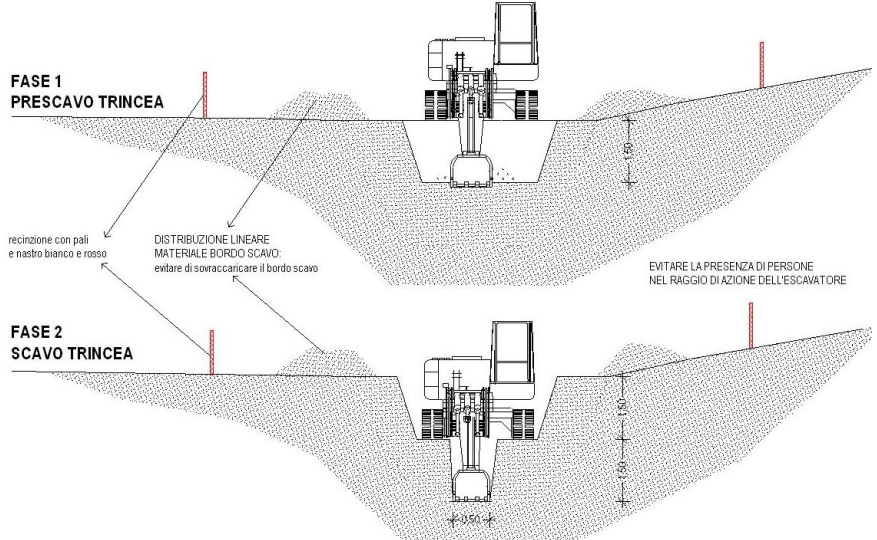 FASE 1
PRESCAVO TRINCEA
1,50
recinzione con pali
e nastro bianco e rosso
DISTRIBUZIONE LINEARE
MATERIALE BORDO SCAVO:
evitare di sovraccaricare il bordo scavo
EVITARE LA PRESENZA DI PERSONE
NEL RAGGIO DI AZIONE DELL'ESCAVATORE
FASE 2
SCAVO TRINCEA
1,50
1,50
0,50